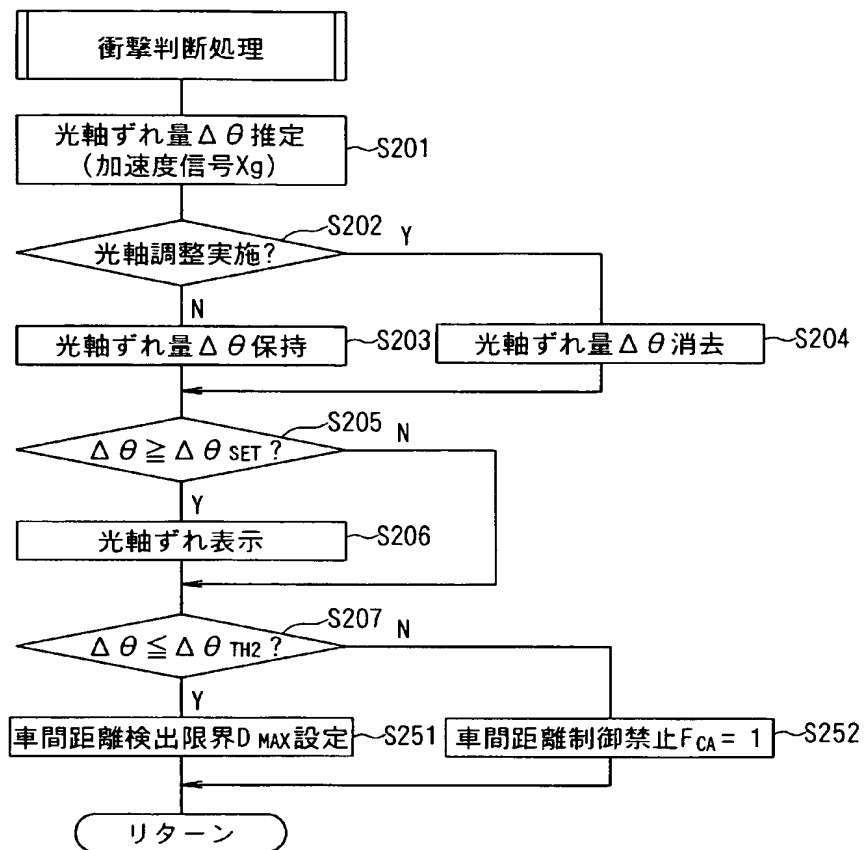 衝撃判断処理
光軸ずれ量Δθ推定
(加速度信号Xg)
S201
S202
光軸調整実施?
Y
N
光軸ずれ量Δθ保持
S203
光軸ずれ量Δθ消去
S204
S205
Δθ≧ΔθSET?
N
Y
光軸ずれ表示
S206
S207
Δθ≦ΔθTH2?
N
Y
車間距離検出限界DMAX設定
S251
車間距離制御禁止FCA=1
S252
リターン